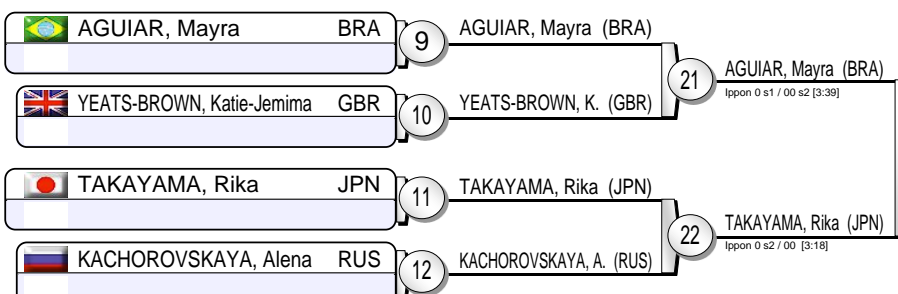 AGUIAR, Mayra BRA
9
AGUIAR, Mayra (BRA)
YEATS-BROWN, Katie-Jemima GBR
10
YEATS-BROWN, K. (GBR)
21
AGUIAR, Mayra (BRA)
Ippon 0 s1 / 00 s2 [3:39]
TAKAYAMA, Rika JPN
11
TAKAYAMA, Rika (JPN)
KACHOROVSKAYA, Alena RUS
12
KACHOROVSKAYA, A. (RUS)
22
TAKAYAMA, Rika (JPN)
Ippon 0 s2 / 00 [3:18]